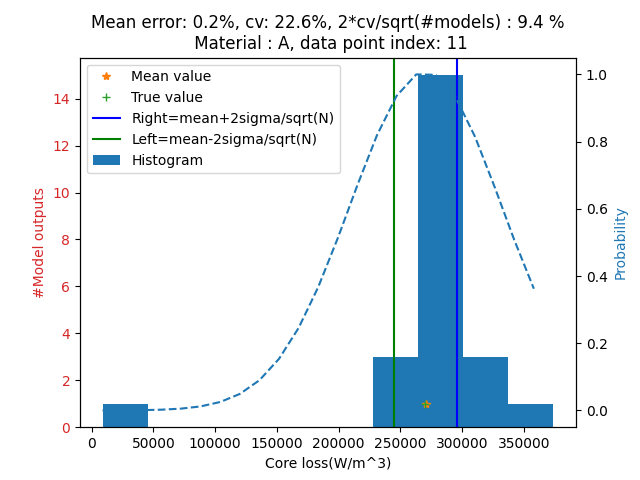 Mean error: 0.2%, cv: 22.6%, 2*cv/sqrt(#models) : 9.4 %
Material : A, data point index: 11
Mean value
True value
Right=mean+2sigma/sqrt(N)
Left=mean-2sigma/sqrt(N)
Histogram
#Model outputs
14
12
10
8
6
4
2
0
1.0
0.8
0.6
0.4
0.2
0.0
Probability
0
50000
100000
150000
200000
250000
300000
350000
Core loss(W/m^3)